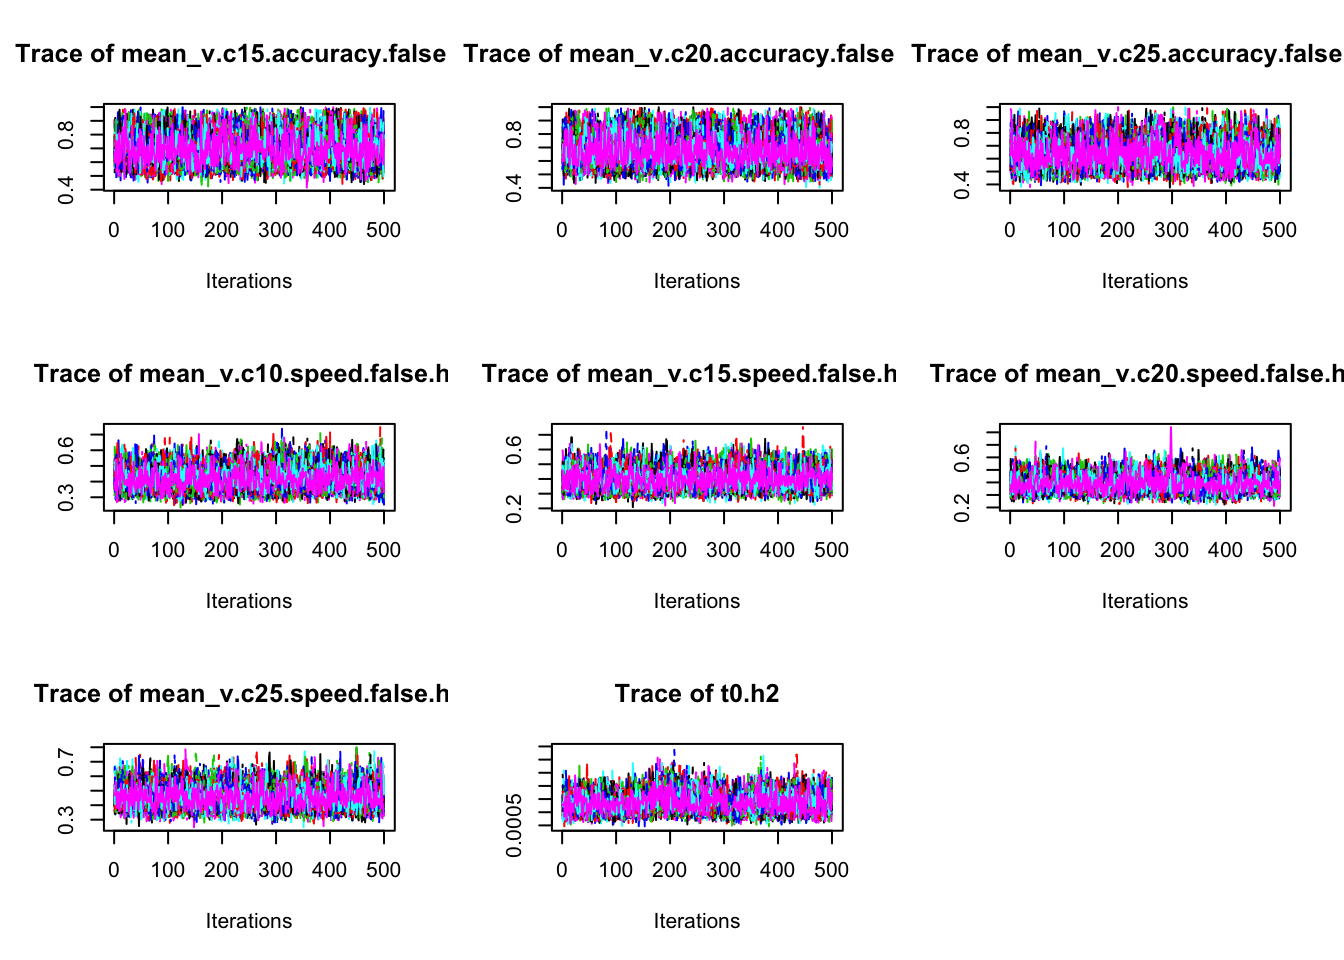 Trace of mean_v.c15.accuracy.false
Trace of mean_v.c20.accuracy.false
Trace of mean_v.c25.accuracy.false
0.4 0.8
0 100 200 300 400 500
Iterations
0.4 0.8
0 100 200 300 400 500
Iterations
0.4 0.8
0 100 200 300 400 500
Iterations
Trace of mean_v.c10.speed.false.h
Trace of mean_v.c15.speed.false.h
Trace of mean_v.c20.speed.false.h
0.3 0.6
0 100 200 300 400 500
Iterations
0.2 0.6
0 100 200 300 400 500
Iterations
0.2 0.6
0 100 200 300 400 500
Iterations
Trace of mean_v.c25.speed.false.h
Trace of t0.h2
0.3 0.7
0 100 200 300 400 500
Iterations
0.0005
0 100 200 300 400 500
Iterations